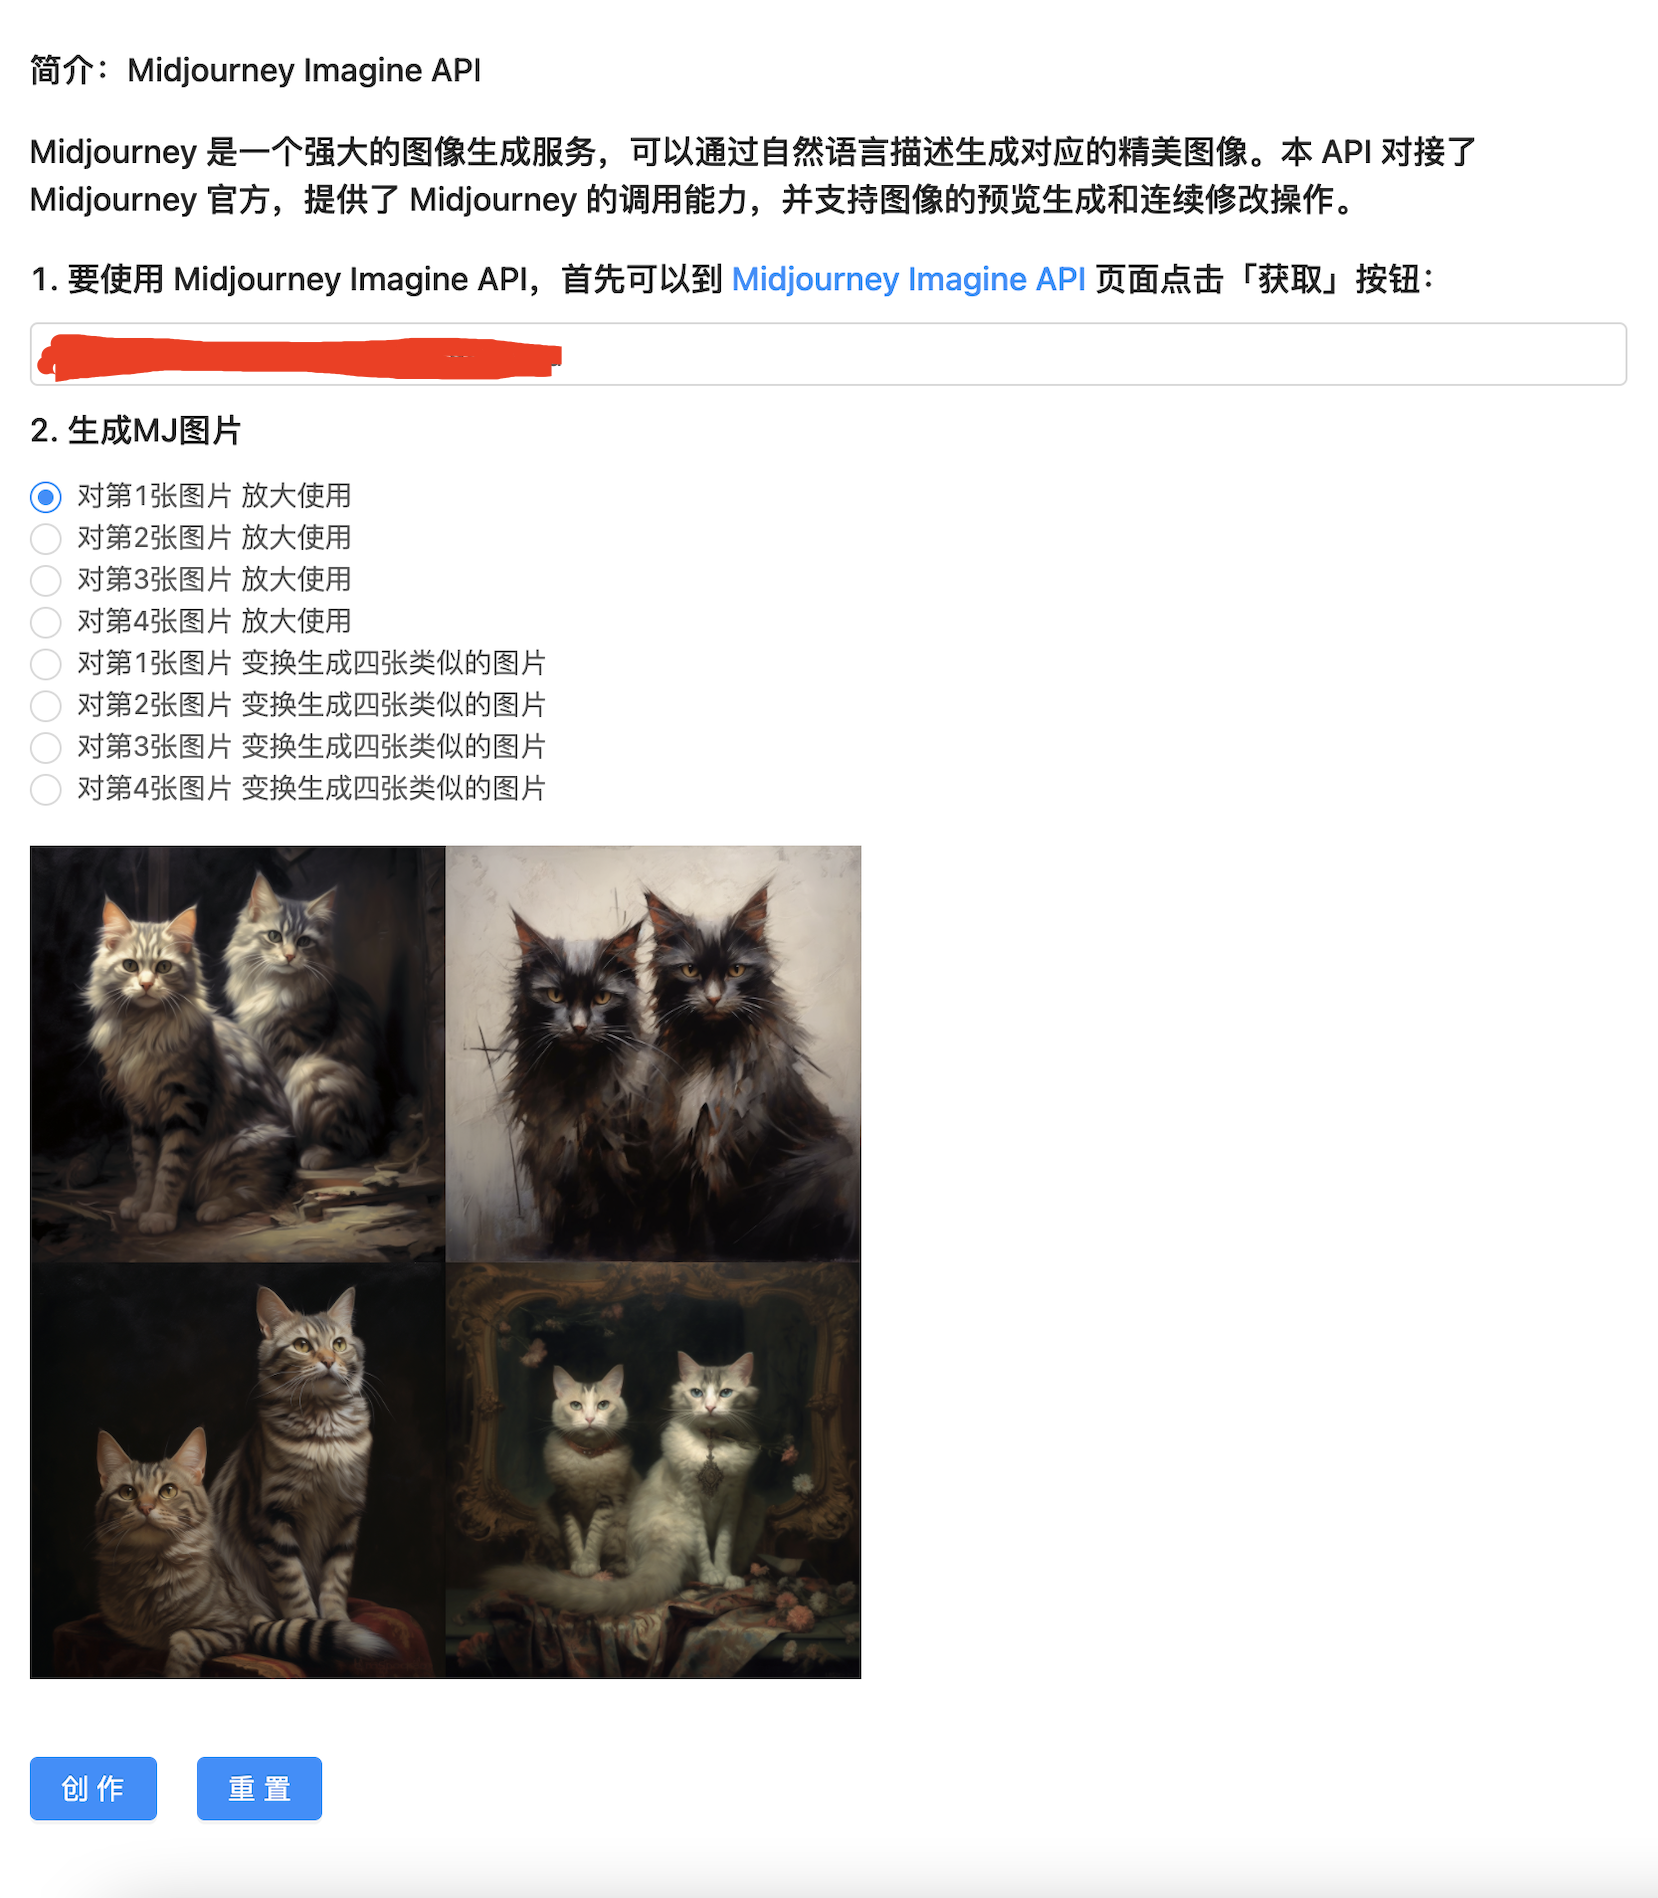 简介：Midjourney Imagine API
Midjourney 是一个强大的图像生成服务，可以通过自然语言描述生成对应的精美图像。本 API 对接了
Midjourney 官方，提供了 Midjourney 的调用能力，并支持图像的预览生成和连续修改操作。
1. 要使用 Midjourney Imagine API，首先可以到 Midjourney Imagine API 页面点击「获取」按钮：
2. 生成MJ图片
对第1张图片 放大使用
对第2张图片 放大使用
对第3张图片 放大使用
对第4张图片 放大使用
对第1张图片 变换生成四张类似的图片
对第2张图片 变换生成四张类似的图片
对第3张图片 变换生成四张类似的图片
对第4张图片 变换生成四张类似的图片
创 作
重 置